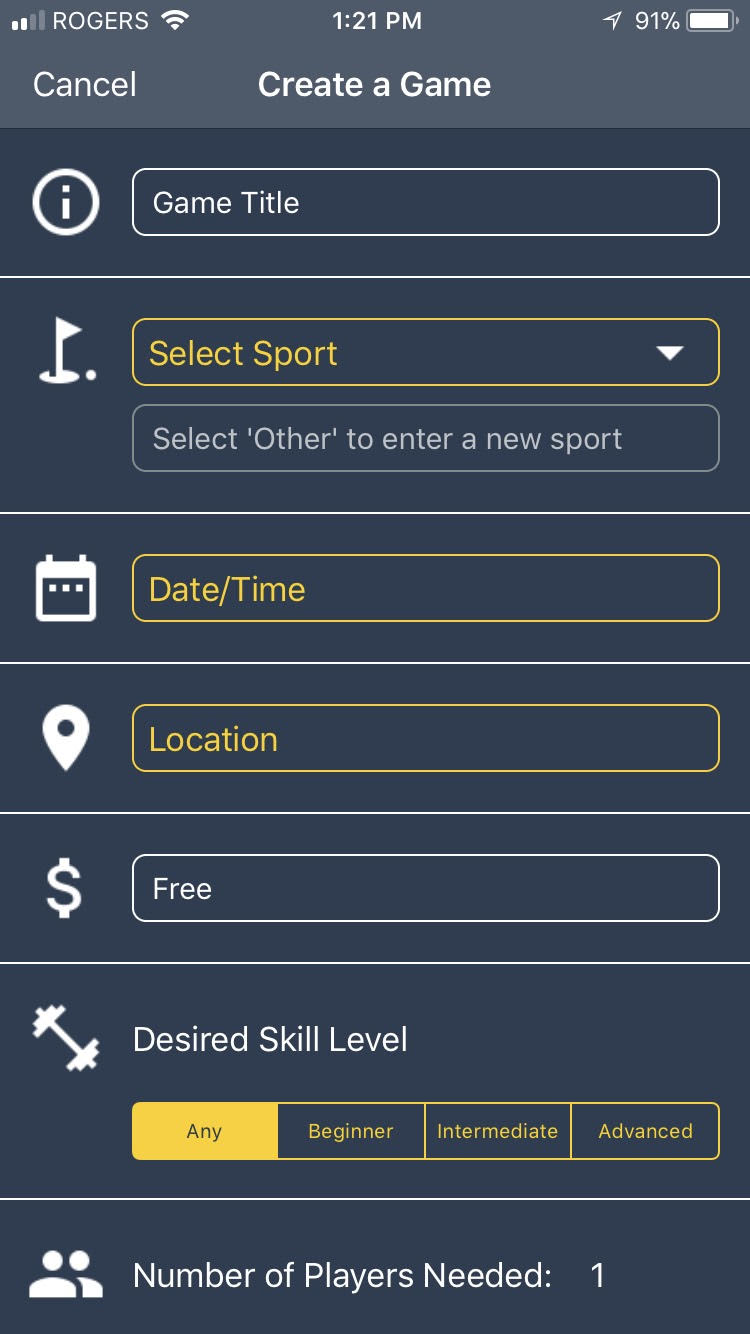 ROGERS 1:21 PM 91%
Cancel Create a Game
Game Title
Select Sport
Select 'Other' to enter a new sport
Date/Time
Location
$ Free
Desired Skill Level
Any Beginner Intermediate Advanced
Number of Players Needed: 1